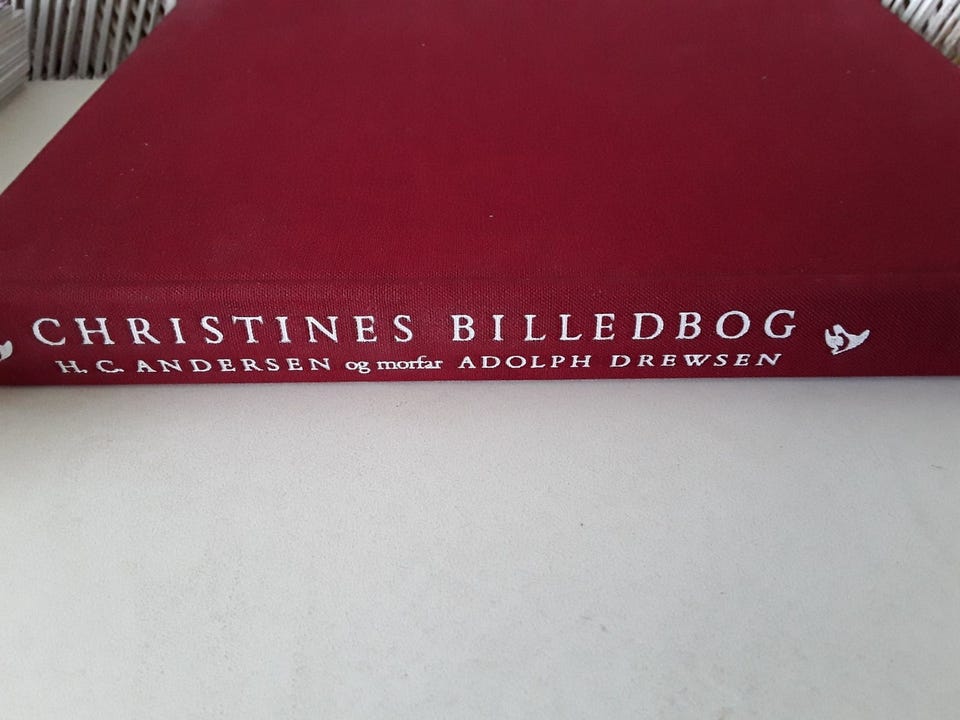 CHRISTINES BILLEDBOG
H. C. ANDERSEN og morfar ADOLPH DREWSEN